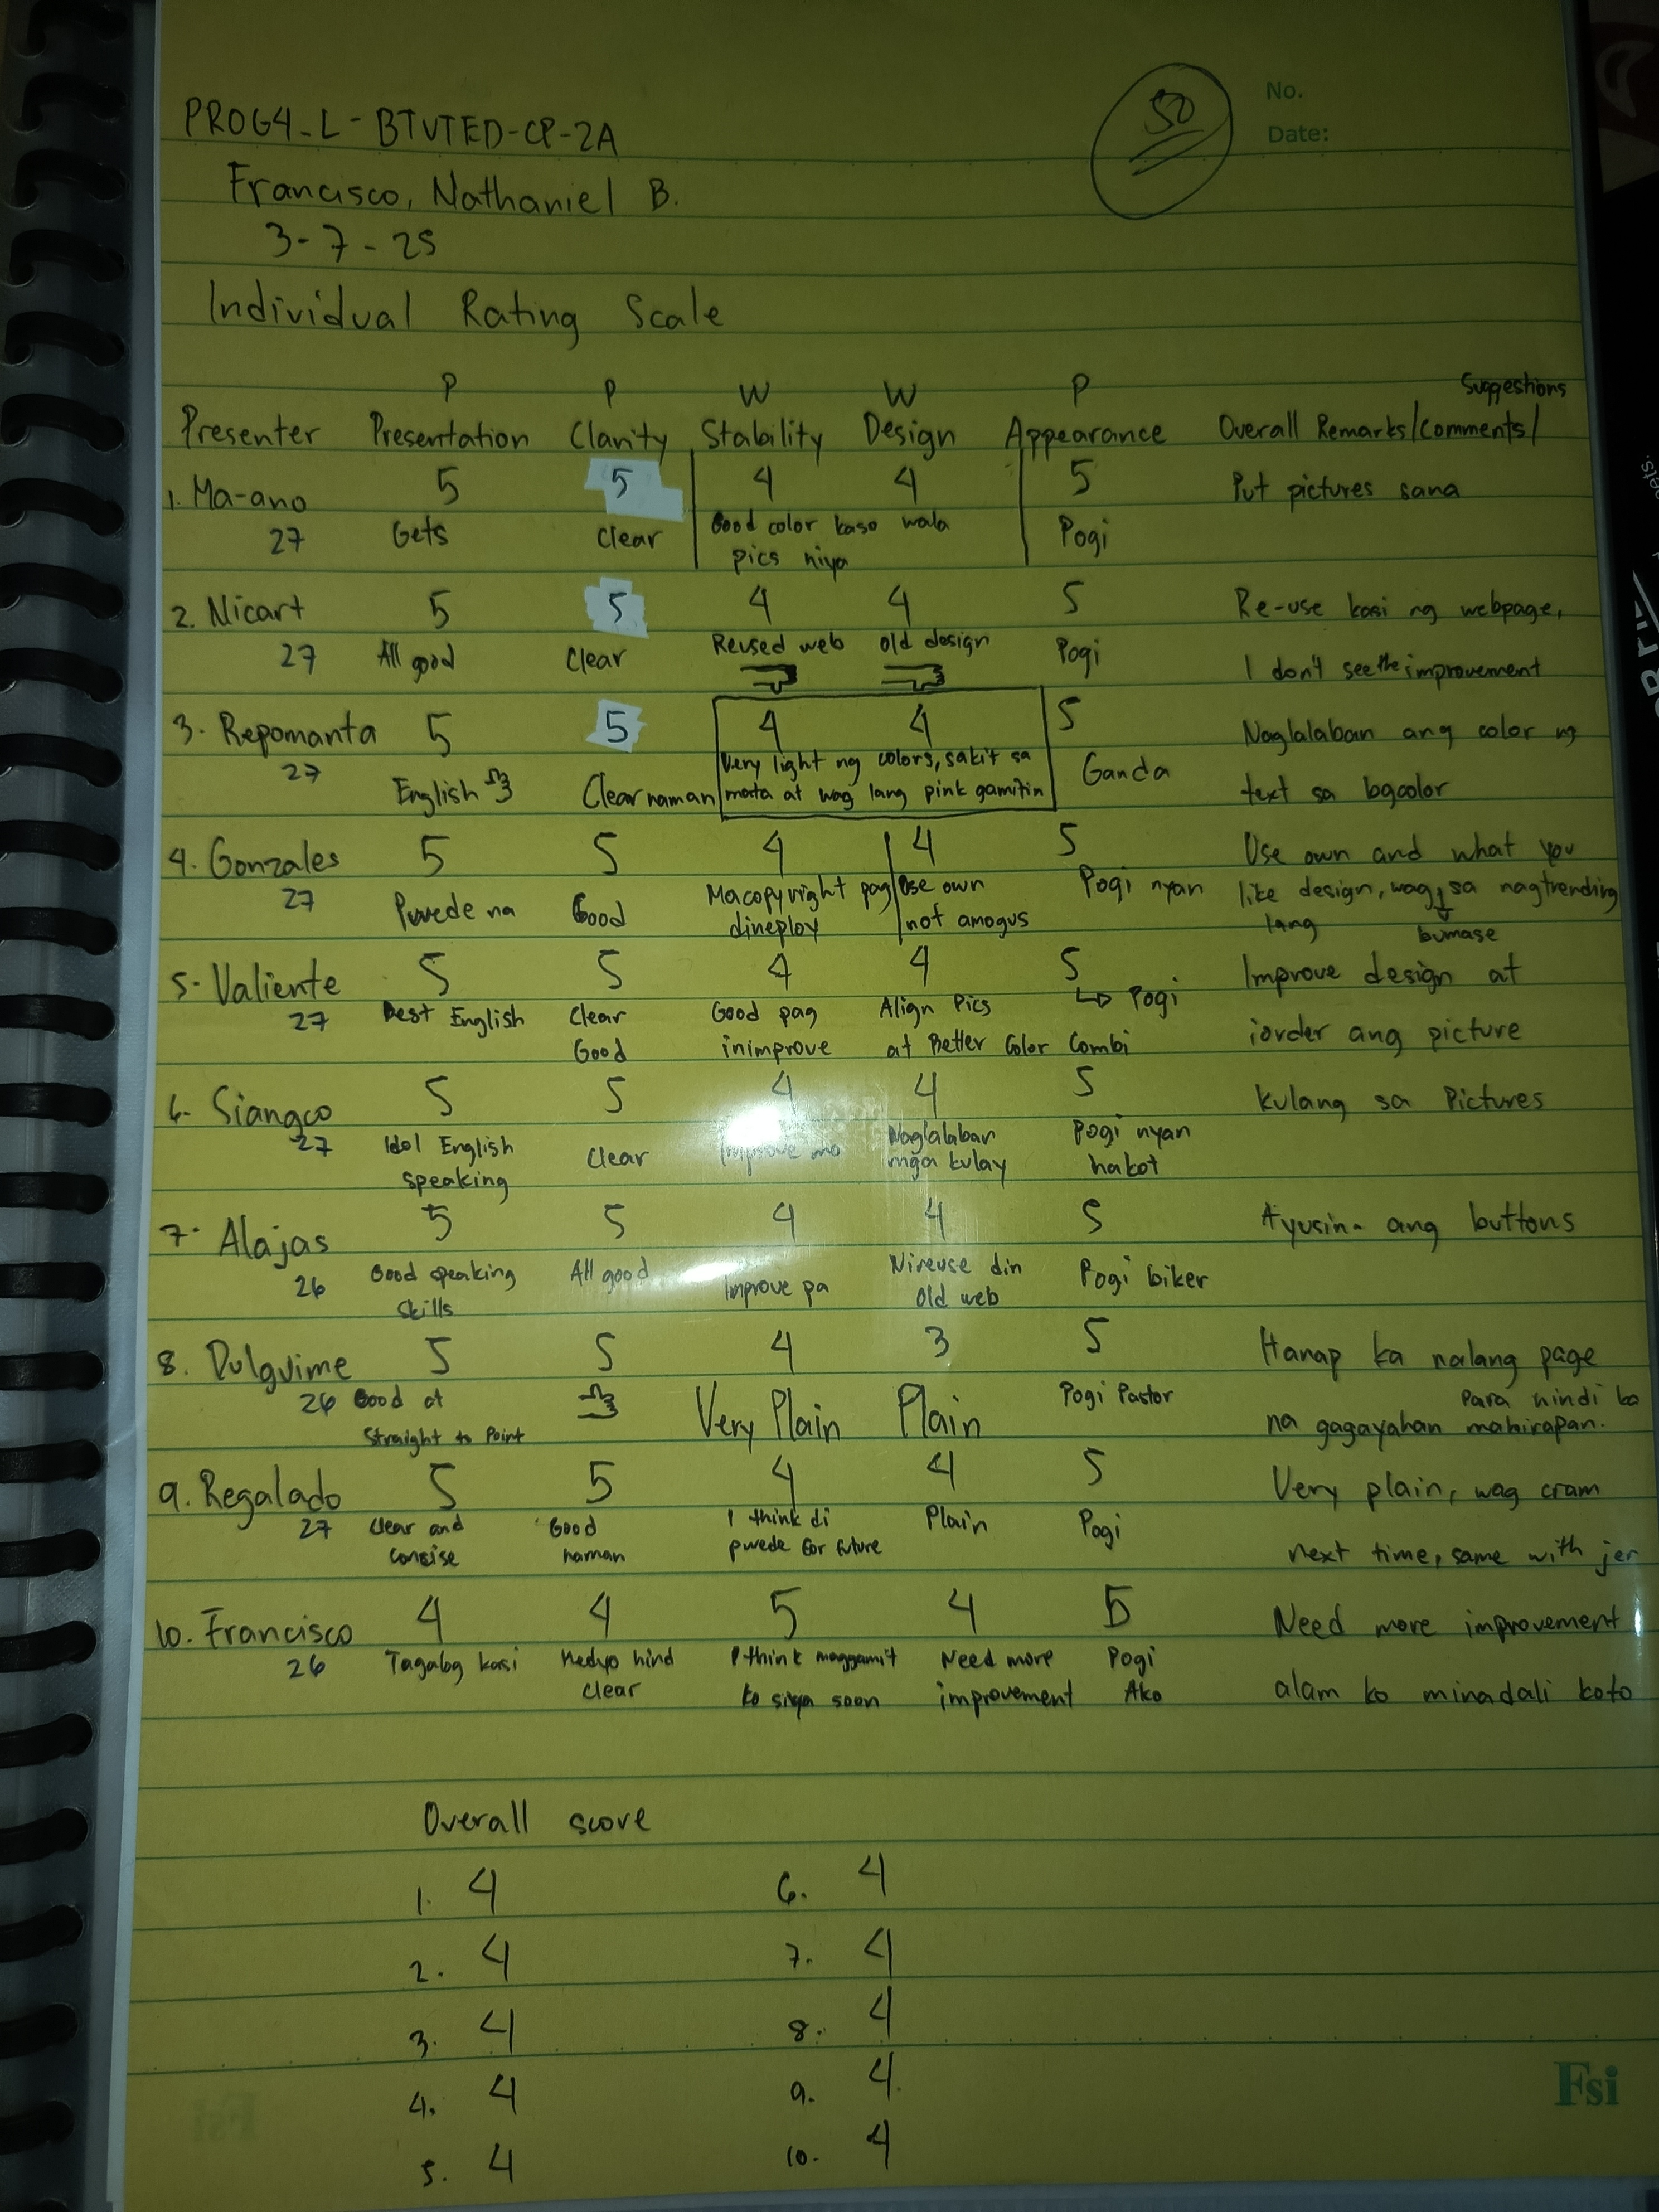 No.
Date:
50
PROG4_L - BTVTED-CP-2A
Francisco, Nathaniel B.
3-7-25
Individual Rating Scale
P P W W P Suggestions
Presenter Presentation Clarity Stability Design Appearance Overall Remarks/Comments/
1. Ma-ano 5 5 4 4 5 Put pictures sana
27 Gets Clear Good color kaso wala Pogi
pics niya
2. Nicart 5 5 4 4 5 Re-use kasi ng webpage,
27 All good Clear Reused web old design Pogi I don't see the improvement
3. Repomanta 5 5 4 4 5 Naglalaban ang color ng
27 English Clear naman Very light ng colors, sakit sa Ganda text sa bgcolor
mata at wag lang pink gamitin
4. Gonzales 5 5 4 4 5 Use own and what you
27 Puwede na Good Macopyright pag Use own Pogi nyan like design, wag sa nagtrending
dineploy not amogus lang bumase
5. Valiente 5 5 4 4 5 Improve design at
27 Best English Clear Good pag Align Pics Pogi iorder ang picture
Good inimprove at Better Color Combi
6. Siangco 5 5 4 4 5 Kulang sa Pictures
27 Idol English Clear Improve mo Naglalaban Pogi nyan
speaking mga kulay hakot
7. Alajas 5 5 4 4 5 Ayusin ang buttons
26 Good speaking All good Improve pa Nireuse din Pogi biker
Skills Old web
8. Dulguime 5 5 4 3 5 Hanap ka nalang page
26 Good at Very Plain Plain Pogi Pastor na gagayahan Para hindi ka mahirapan.
Straight to Point
9. Regalado 5 5 4 4 5 Very plain, wag cram
27 Clear and Good I think di Plain Pogi next time, same with jer
concise naman pwede for future
10. Francisco 4 4 5 4 5 Need more improvement
26 Tagabg kasi Medyo hind I think maggamit Need more Pogi alam ko minadali koto
Clear ko siya soon improvement Ako
Overall score
1. 4 6. 4
2. 4 7. 4
3. 4 8. 4
4. 4 9. 4
5. 4 10. 4
Fsi